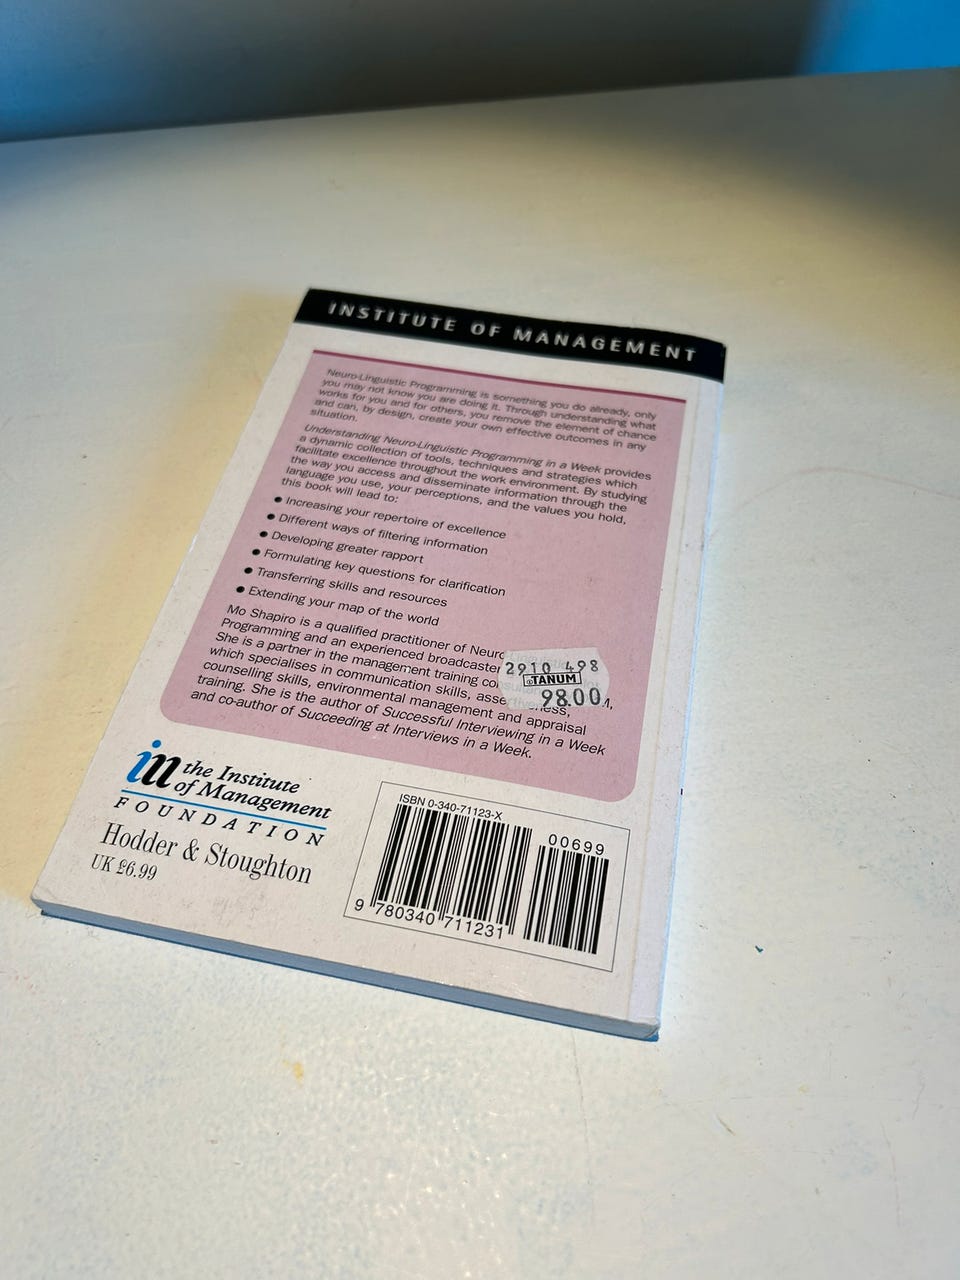 INSTITUTE OF MANAGEMENT
Neuro-Linguistic Programming is something you do already, only
you may not know you are doing it. Through understanding what
works for you and for others, you remove the element of chance
and can, by design, create your own effective outcomes in any
situation.
Understanding Neuro-Linguistic Programming in a Week provides
a dynamic collection of tools, techniques and strategies which
facilitate excellence throughout the work environment. By studying
the way you access and disseminate information through the
language you use, your perceptions, and the values you hold,
this book will lead to:
● Increasing your repertoire of excellence
● Different ways of filtering information
● Developing greater rapport
● Formulating key questions for clarification
● Transferring skills and resources
● Extending your map of the world
Mo Shapiro is a qualified practitioner of Neuro
Programming and an experienced broadcaster
She is a partner in the management training
which specialises in communication skills,
counselling skills, environmental management and appraisal
training. She is the author of Successful Interviewing in a Week
and co-author of Succeeding at Interviews in a Week.
2910 498
TANUM
98.00
im the Institute
of Management
FOUNDATION
Hodder & Stoughton
UK £6.99
ISBN 0-340-71123-X
00699
9 780340 711231